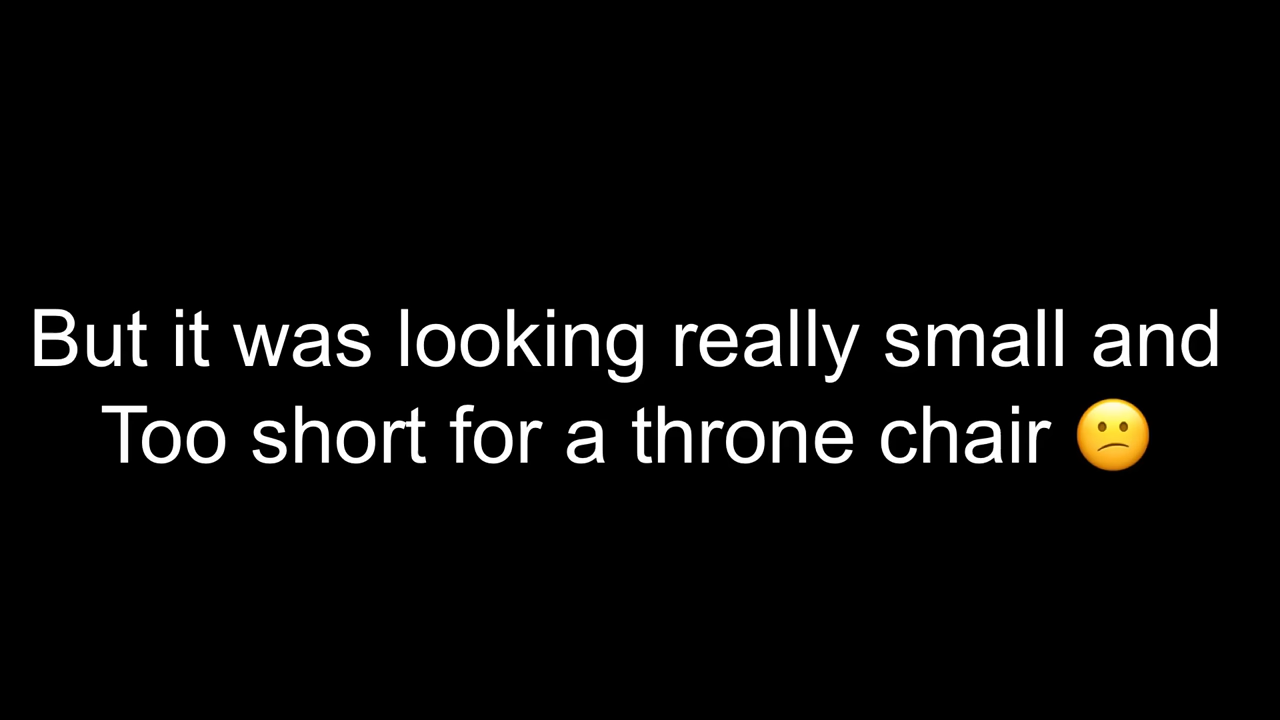 But it was looking really small and
Too short for a throne chair 😕